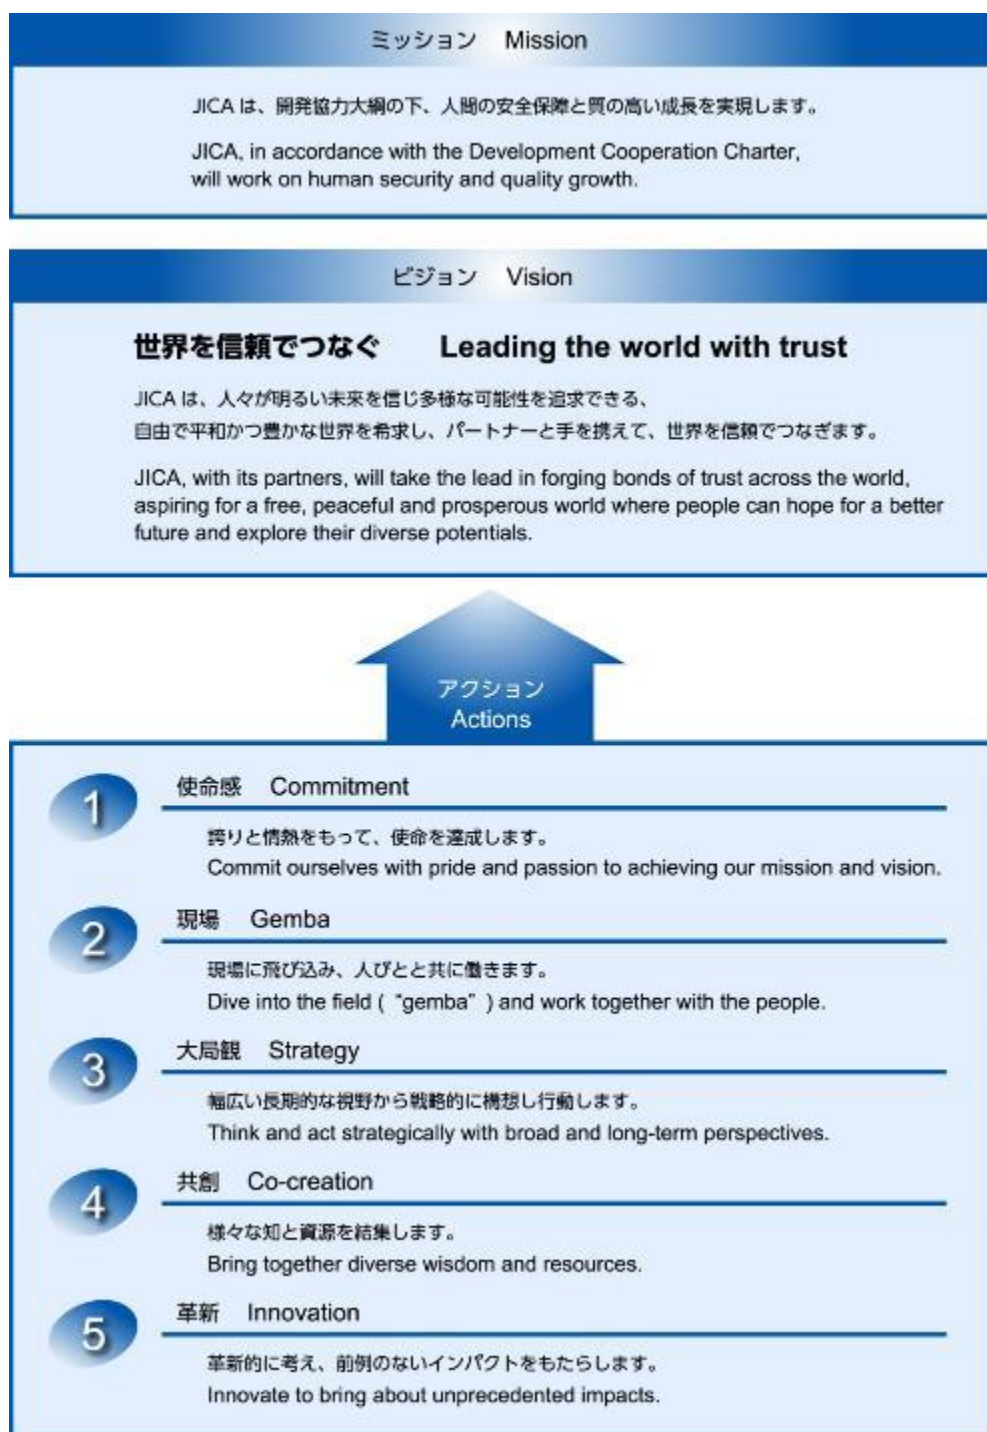 ミッション Mission
JICA は、開発協力大綱の下、人間の安全保障と質の高い成長を実現します。
JICA, in accordance with the Development Cooperation Charter,
will work on human security and quality growth.
ビジョン Vision
世界を信頼でつなぐ Leading the world with trust
JICA は、人々が明るい未来を信じ多様な可能性を追求できる、
自由で平和かつ豊かな世界を希求し、パートナーと手を携えて、世界を信頼でつなぎます。
JICA, with its partners, will take the lead in forging bonds of trust across the world,
aspiring for a free, peaceful and prosperous world where people can hope for a better
future and explore their diverse potentials.
アクション
Actions
1 使命感 Commitment
誇りと情熱をもって、使命を達成します。
Commit ourselves with pride and passion to achieving our mission and vision.
2 現場 Gemba
現場に飛び込み、人びとと共に働きます。
Dive into the field ( “gemba” ) and work together with the people.
3 大局観 Strategy
幅広い長期的な視野から戦略的に構想し行動します。
Think and act strategically with broad and long-term perspectives.
4 共創 Co-creation
様々な知と資源を結集します。
Bring together diverse wisdom and resources.
5 革新 Innovation
革新的に考え、前例のないインパクトをもたらします。
Innovate to bring about unprecedented impacts.